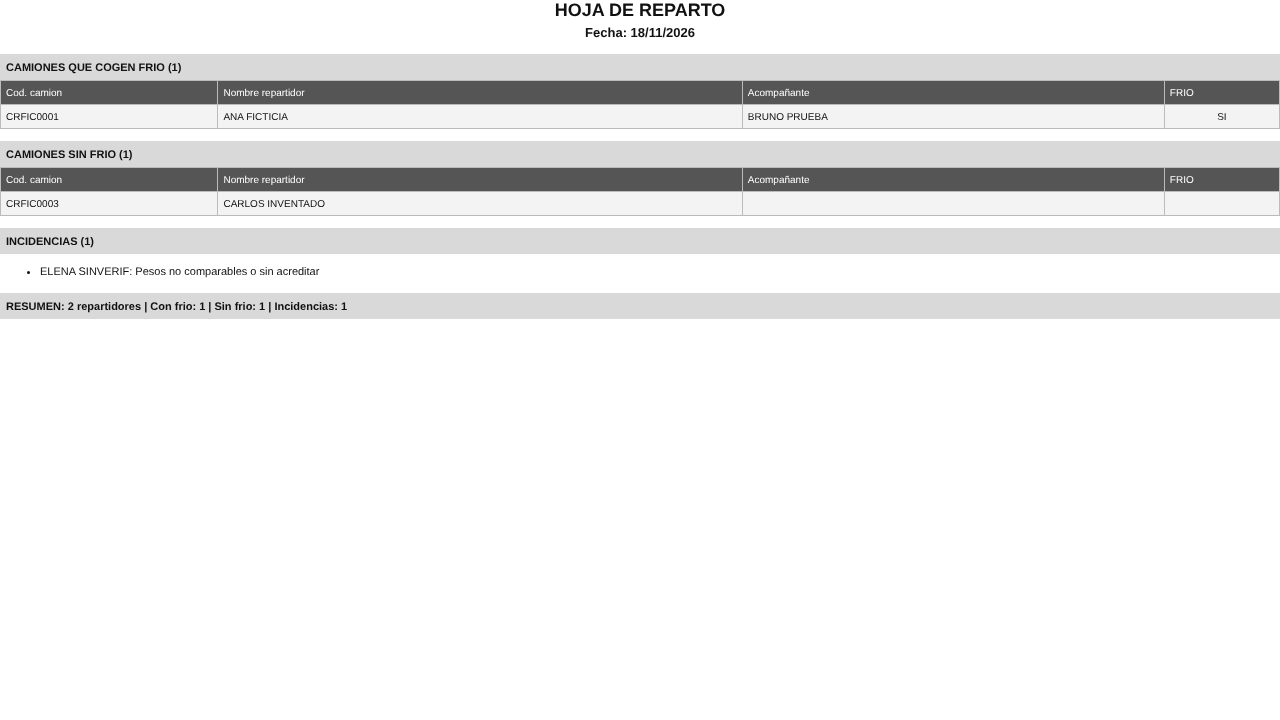 HOJA DE REPARTO
Fecha: 18/11/2026
CAMIONES QUE COGEN FRIO (1)
Cod. camion Nombre repartidor Acompañante FRIO
CRFIC0001 ANA FICTICIA BRUNO PRUEBA SI
CAMIONES SIN FRIO (1)
Cod. camion Nombre repartidor Acompañante FRIO
CRFIC0003 CARLOS INVENTADO
INCIDENCIAS (1)
• ELENA SINVERIF: Pesos no comparables o sin acreditar
RESUMEN: 2 repartidores | Con frio: 1 | Sin frio: 1 | Incidencias: 1